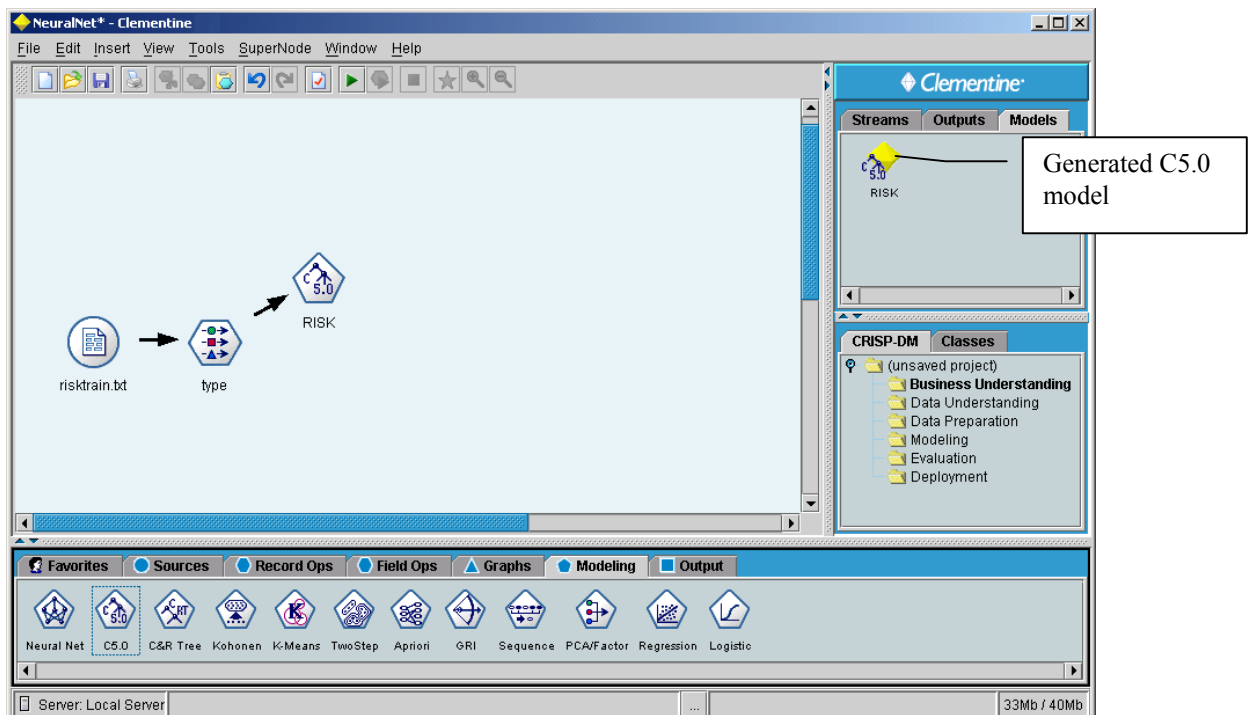 NeuralNet* - Clementine
File Edit Insert View Tools SuperNode Window Help
Clementine
Streams Outputs Models
C 5.0
RISK
Generated C5.0
model
C 5.0
RISK
risktrain.txt
type
CRISP-DM Classes
(unsaved project)
Business Understanding
Data Understanding
Data Preparation
Modeling
Evaluation
Deployment
Favorites Sources Record Ops Field Ops Graphs Modeling Output
C 5.0 C RT K
Neural Net C5.0 C&R Tree Kohonen K-Means TwoStep Apriori GRI Sequence PCA/Factor Regression Logistic
Server: Local Server ... 33Mb / 40Mb